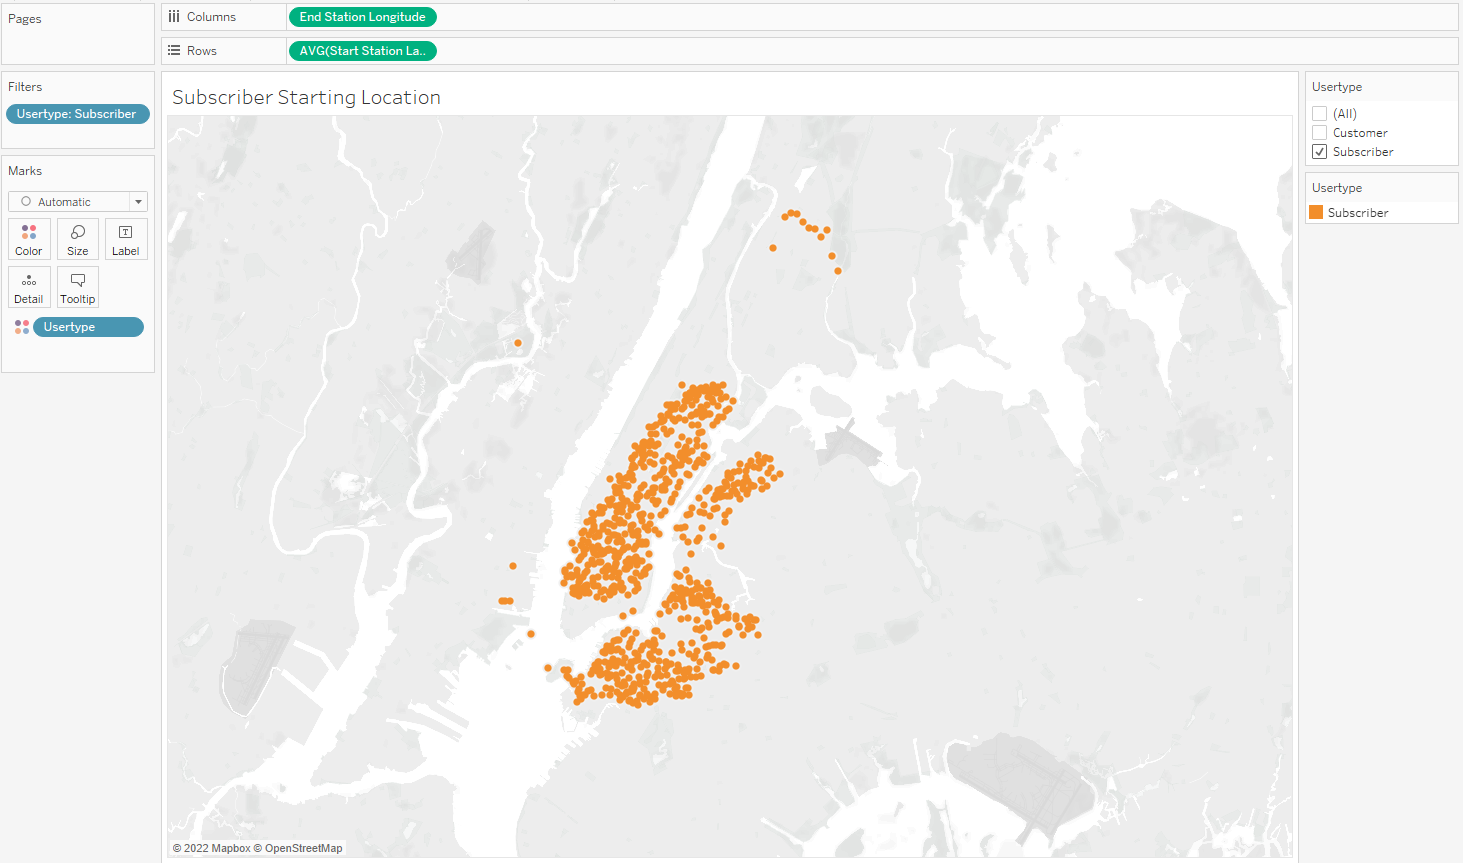 Pages
Columns
End Station Longitude
Rows
AVG(Start Station La..
Filters
Usertype: Subscriber
Marks
Automatic
Color
Size
Label
Detail
Tooltip
Usertype
Subscriber Starting Location
© 2022 Mapbox © OpenStreetMap
Usertype
(All)
Customer
Subscriber
Usertype
Subscriber